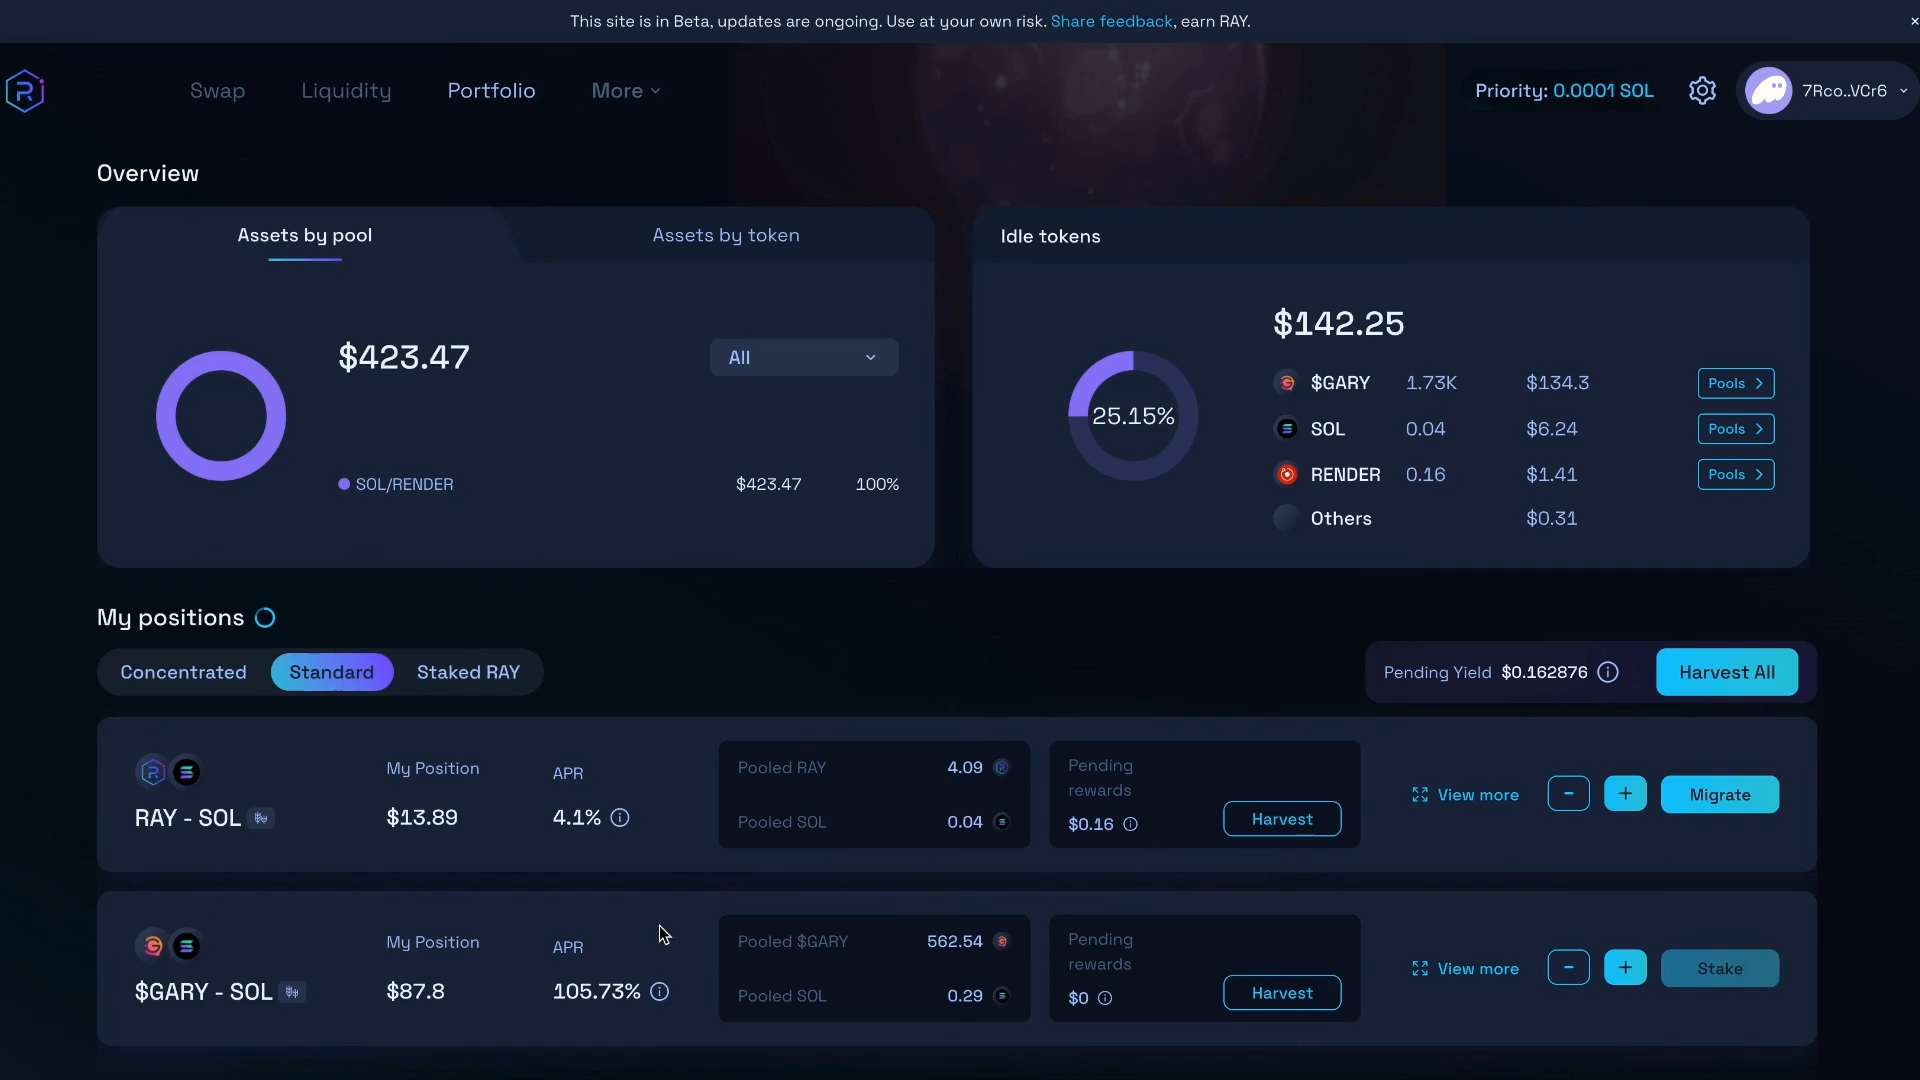 This site is in Beta, updates are ongoing. Use at your own risk. Share feedback, earn RAY.
Swap Liquidity Portfolio More Priority: 0.0001 SOL 7Rco..VCr6
Overview
Assets by pool Assets by token
$423.47 All
SOL/RENDER $423.47 100%
Idle tokens
25.15%
$142.25
$GARY 1.73K $134.3 Pools
SOL 0.04 $6.24 Pools
RENDER 0.16 $1.41 Pools
Others $0.31
My positions
Concentrated Standard Staked RAY
Pending Yield $0.162876 Harvest All
RAY - SOL
My Position
$13.89
APR
4.1%
Pooled RAY 4.09
Pooled SOL 0.04
Pending
rewards
$0.16 Harvest
View more - + Migrate
$GARY - SOL
My Position
$87.8
APR
105.73%
Pooled $GARY 562.54
Pooled SOL 0.29
Pending
rewards
$0 Harvest
View more - + Stake